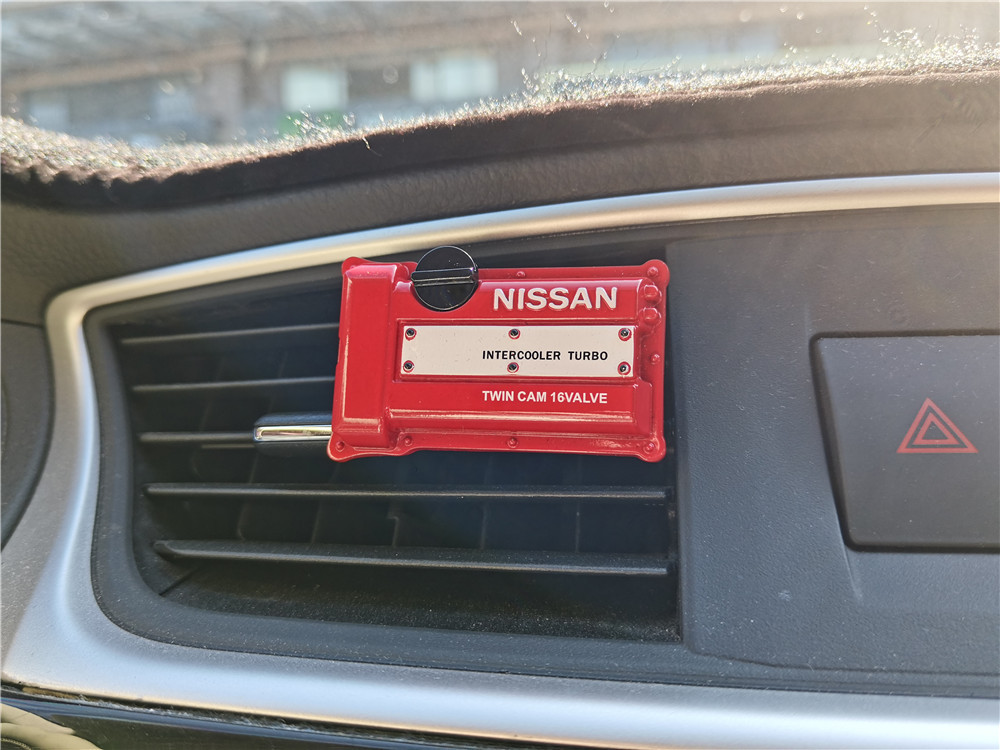 NISSAN
INTERCOOLER TURBO
TWIN CAM 16VALVE